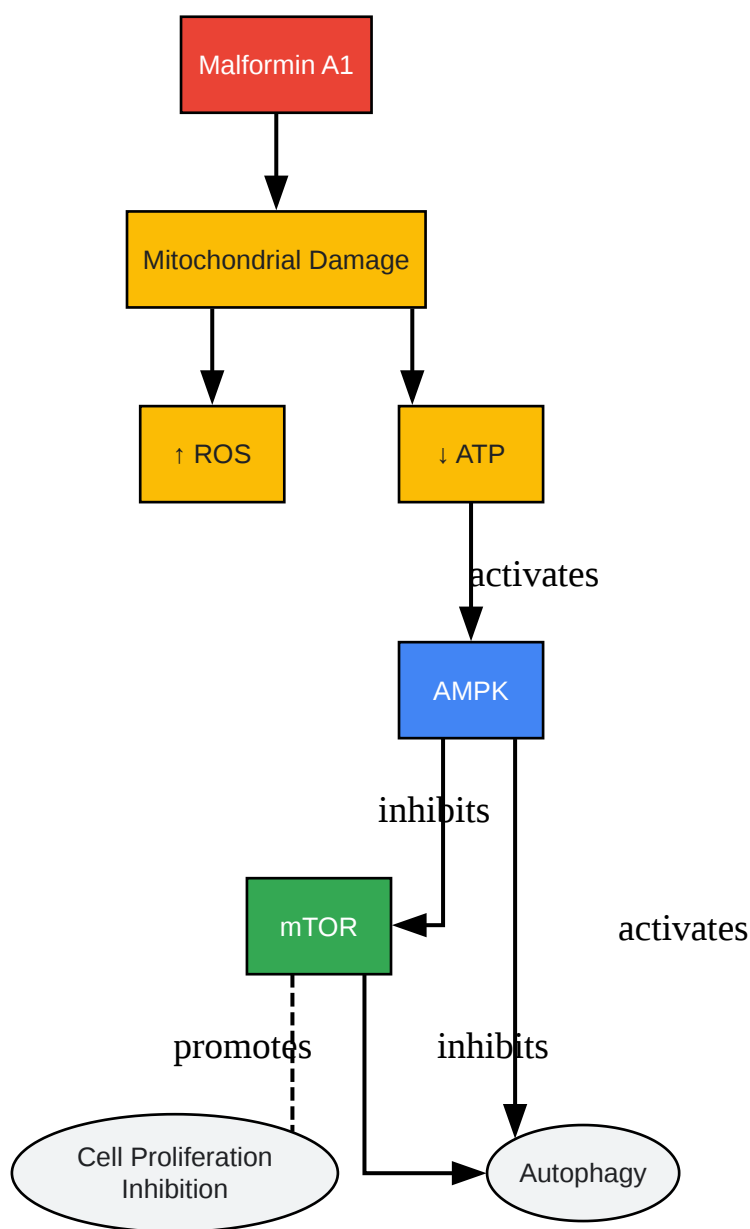 Malformin A1
Mitochondrial Damage
↑ ROS
↓ ATP
activates
AMPK
inhibits
mTOR
activates
promotes
inhibits
Cell Proliferation
Inhibition
Autophagy